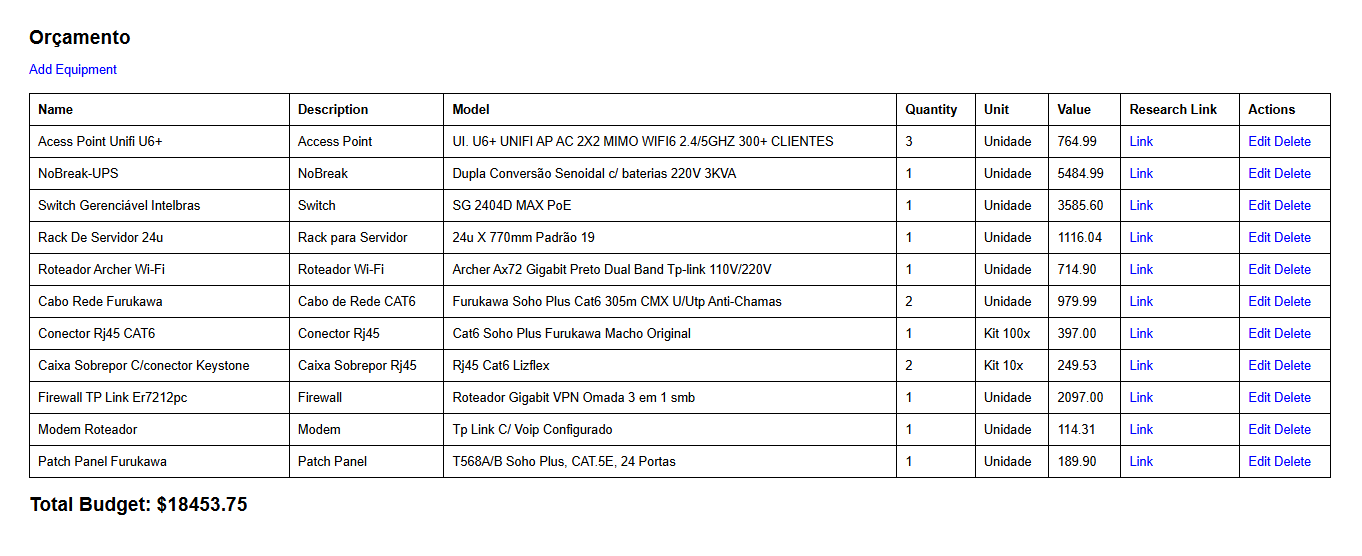 Orçamento
Add Equipment
Name Description Model Quantity Unit Value Research Link Actions
Acess Point Unifi U6+ Access Point UI. U6+ UNIFI AP AC 2X2 MIMO WIFI6 2.4/5GHZ 300+ CLIENTES 3 Unidade 764.99 Link Edit Delete
NoBreak-UPS NoBreak Dupla Conversão Senoidal c/ baterias 220V 3KVA 1 Unidade 5484.99 Link Edit Delete
Switch Gerenciável Intelbras Switch SG 2404D MAX PoE 1 Unidade 3585.60 Link Edit Delete
Rack De Servidor 24u Rack para Servidor 24u X 770mm Padrão 19 1 Unidade 1116.04 Link Edit Delete
Roteador Archer Wi-Fi Roteador Wi-Fi Archer Ax72 Gigabit Preto Dual Band Tp-link 110V/220V 1 Unidade 714.90 Link Edit Delete
Cabo Rede Furukawa Cabo de Rede CAT6 Furukawa Soho Plus Cat6 305m CMX U/Utp Anti-Chamas 2 Unidade 979.99 Link Edit Delete
Conector Rj45 CAT6 Conector Rj45 Cat6 Soho Plus Furukawa Macho Original 1 Kit 100x 397.00 Link Edit Delete
Caixa Sobrepor C/conector Keystone Caixa Sobrepor Rj45 Rj45 Cat6 Lizflex 2 Kit 10x 249.53 Link Edit Delete
Firewall TP Link Er7212pc Firewall Roteador Gigabit VPN Omada 3 em 1 smb 1 Unidade 2097.00 Link Edit Delete
Modem Roteador Modem Tp Link C/ Voip Configurado 1 Unidade 114.31 Link Edit Delete
Patch Panel Furukawa Patch Panel T568A/B Soho Plus, CAT.5E, 24 Portas 1 Unidade 189.90 Link Edit Delete
Total Budget: $18453.75